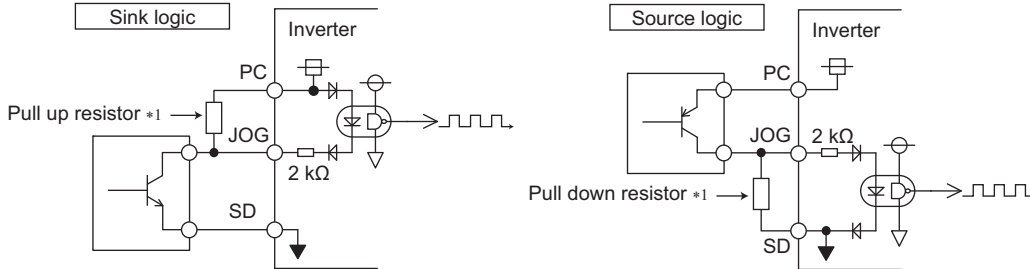 Sink logic
Inverter
PC
Pull up resistor *1
JOG
2 kΩ
SD
Source logic
Inverter
PC
JOG
2 kΩ
Pull down resistor *1
SD